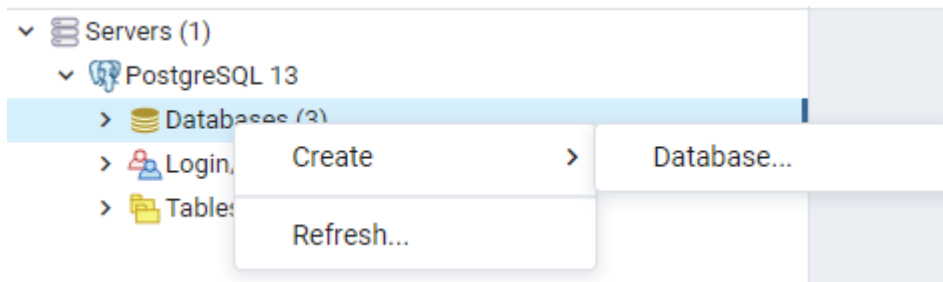 Servers (1)
PostgreSQL 13
Databases (3)
Create
Database...
Login/
Tables
Refresh...